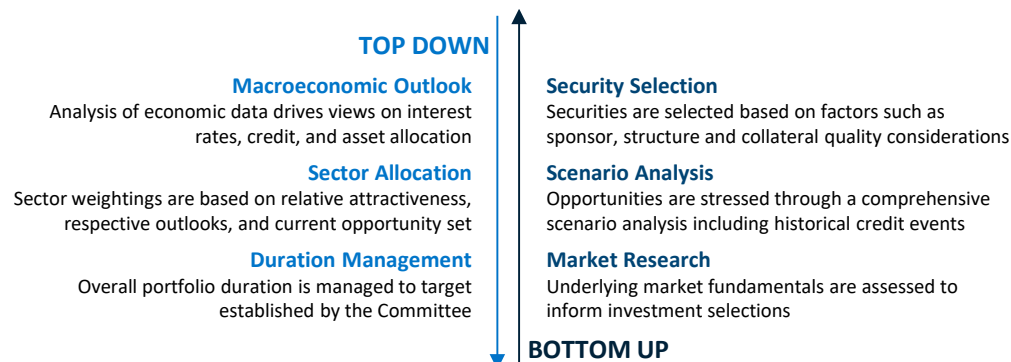 TOP DOWN
Macroeconomic Outlook
Analysis of economic data drives views on interest
rates, credit, and asset allocation
Sector Allocation
Sector weightings are based on relative attractiveness,
respective outlooks, and current opportunity set
Duration Management
Overall portfolio duration is managed to target
established by the Committee
Security Selection
Securities are selected based on factors such as
sponsor, structure and collateral quality considerations
Scenario Analysis
Opportunities are stressed through a comprehensive
scenario analysis including historical credit events
Market Research
Underlying market fundamentals are assessed to
inform investment selections
BOTTOM UP